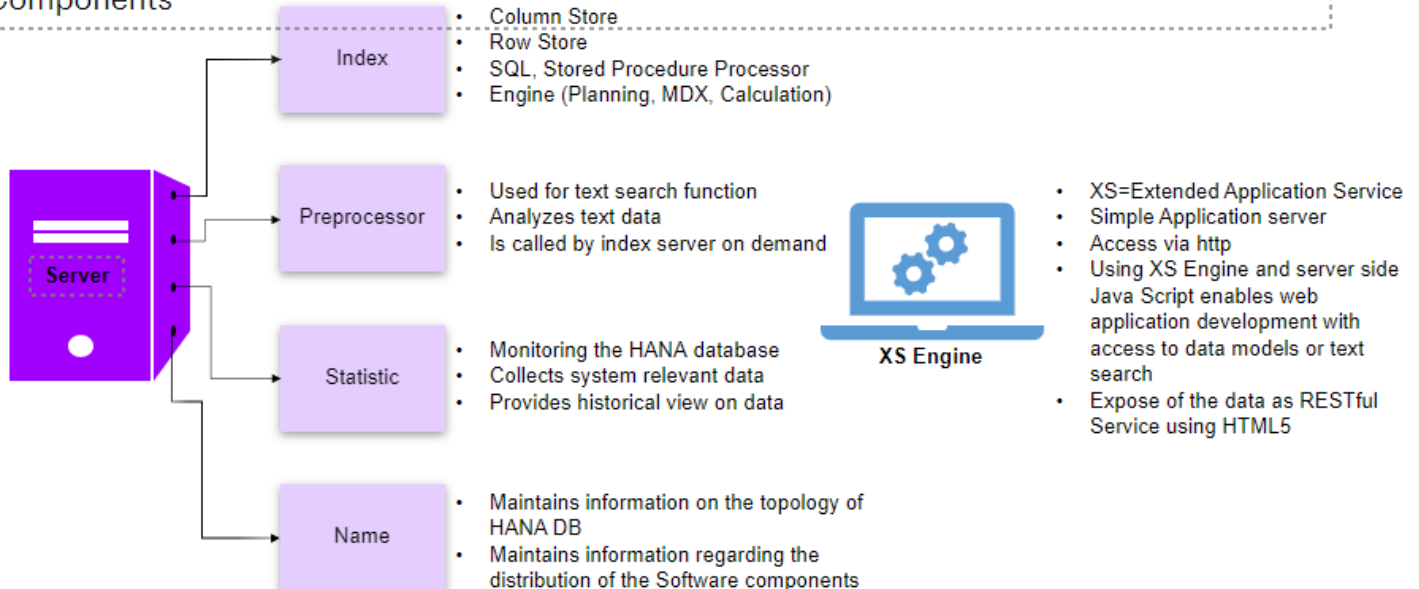 Components
Index
• Column Store
• Row Store
• SQL, Stored Procedure Processor
• Engine (Planning, MDX, Calculation)
Server
Preprocessor
• Used for text search function
• Analyzes text data
• Is called by index server on demand
Statistic
• Monitoring the HANA database
• Collects system relevant data
• Provides historical view on data
Name
• Maintains information on the topology of
HANA DB
• Maintains information regarding the
distribution of the Software components
XS Engine
• XS=Extended Application Service
• Simple Application server
• Access via http
• Using XS Engine and server side
Java Script enables web
application development with
access to data models or text
search
• Expose of the data as RESTful
Service using HTML5